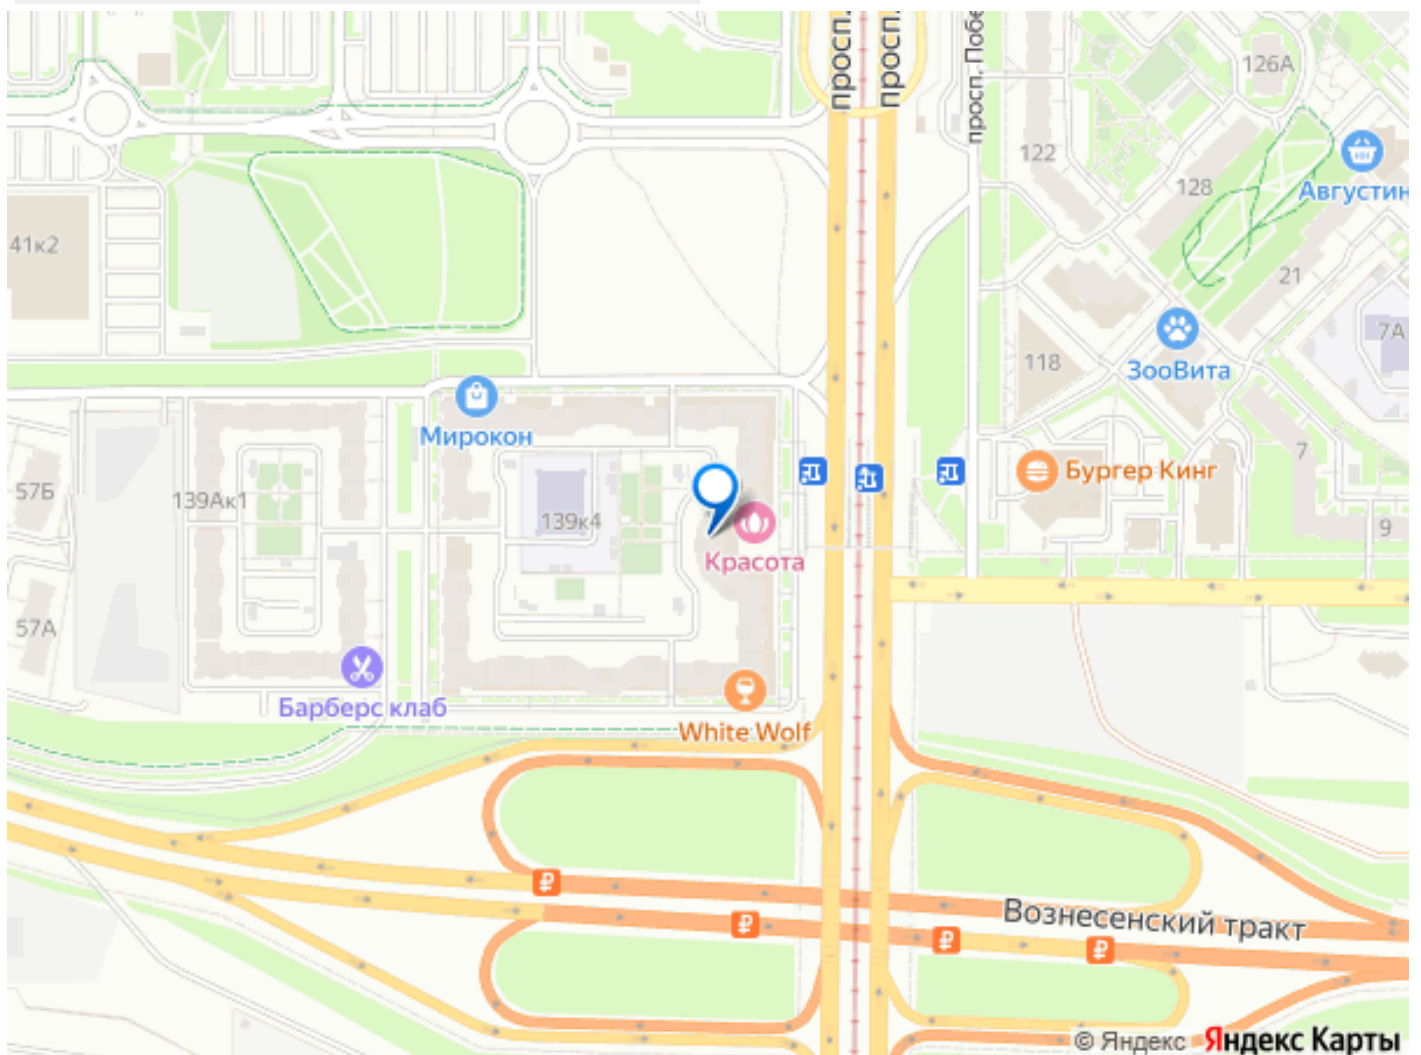 просп.
просп.
просп. Побе
126А
122
128
Августин
41к2
21
7А
118
ЗооВита
Мирокон
7
57Б
139Ак1
139к4
Бургер Кинг
9
Красота
57А
Барберс клаб
White Wolf
Вознесенский тракт
© Яндекс Яндекс Карты